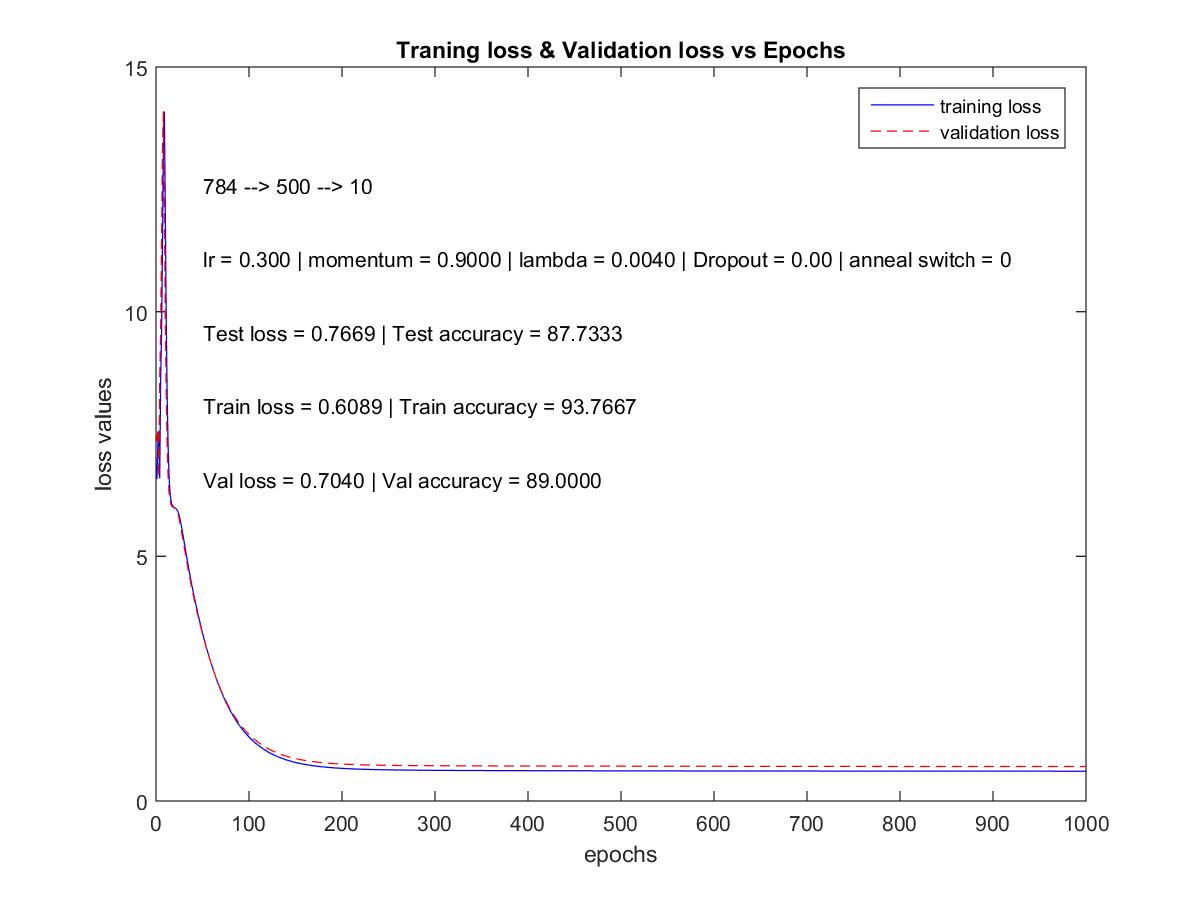 Traning loss & Validation loss vs Epochs
15
training loss
validation loss
784 --> 500 --> 10
lr = 0.300 | momentum = 0.9000 | lambda = 0.0040 | Dropout = 0.00 | anneal switch = 0
10
Test loss = 0.7669 | Test accuracy = 87.7333
Train loss = 0.6089 | Train accuracy = 93.7667
loss values
Val loss = 0.7040 | Val accuracy = 89.0000
5
0
0 100 200 300 400 500 600 700 800 900 1000
epochs